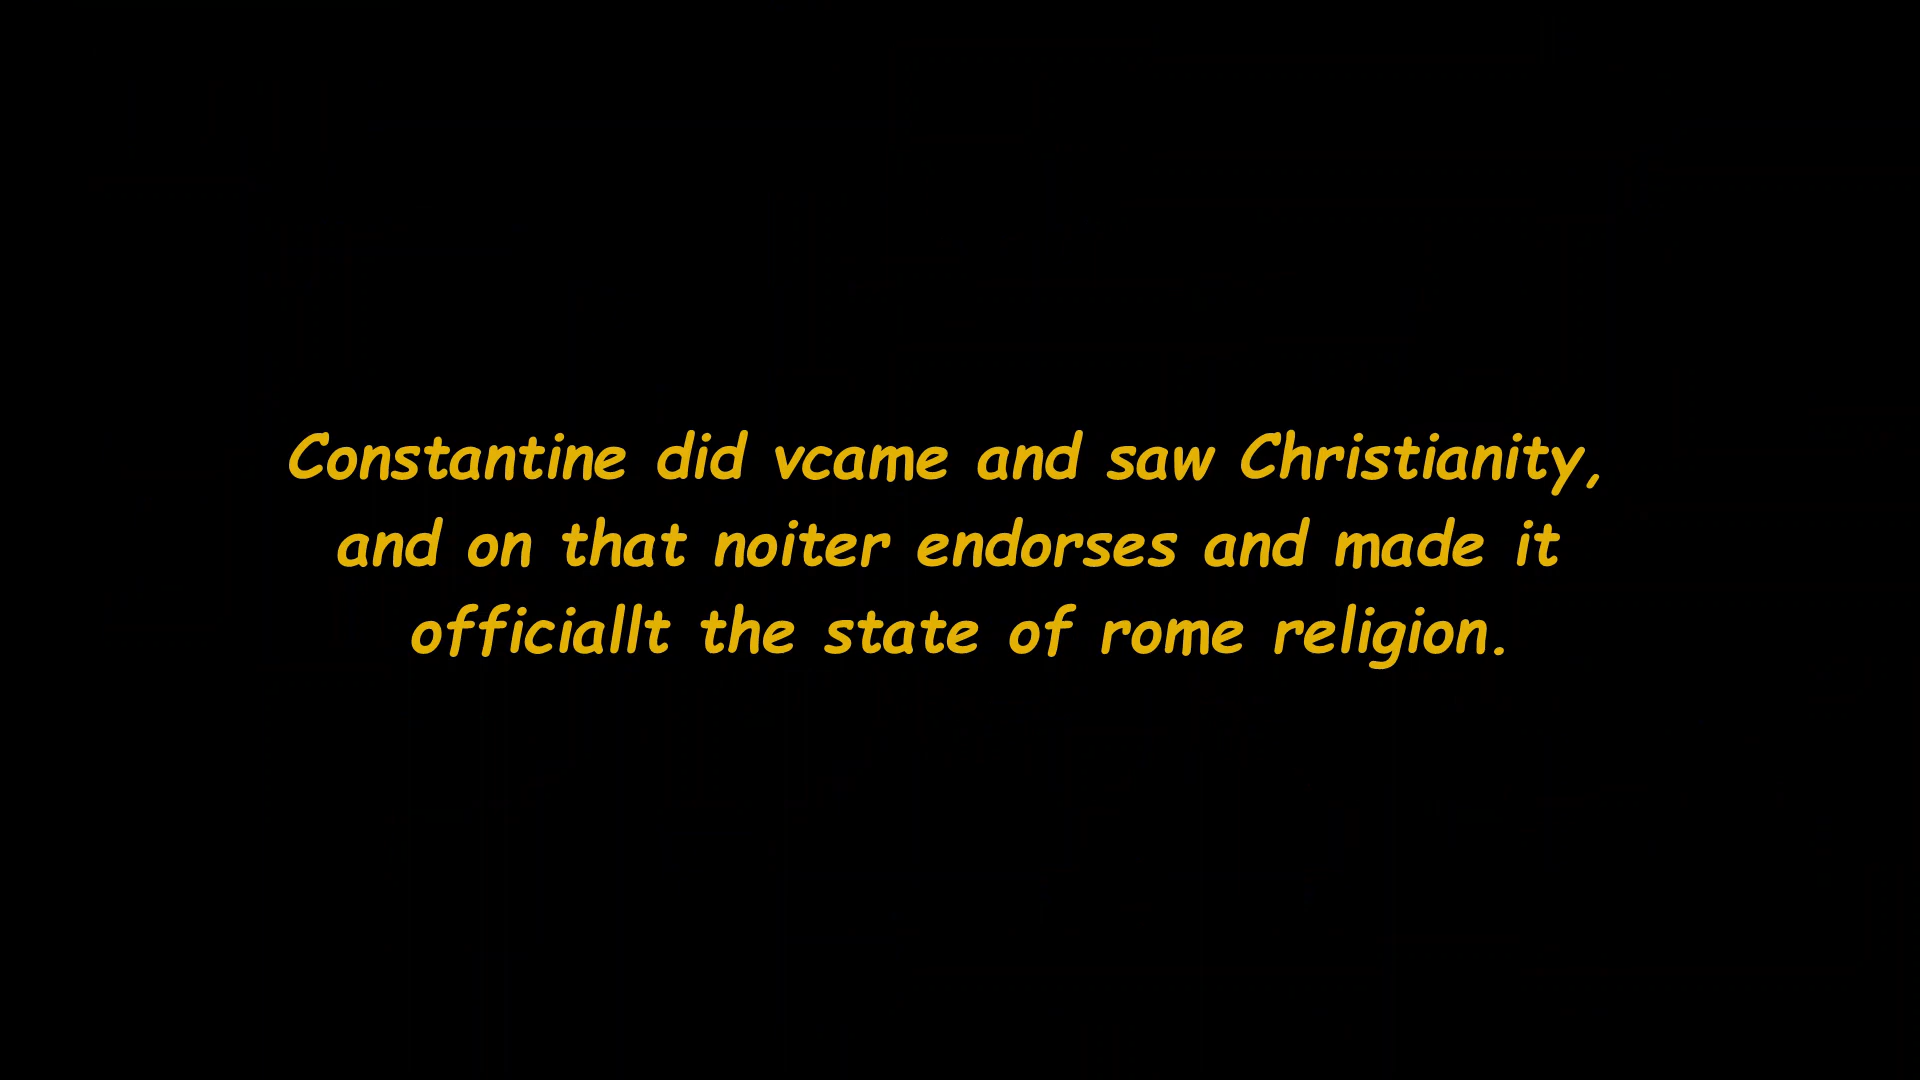 Constantine did vcame and saw Christianity,
and on that noiter endorses and made it
officiallt the state of rome religion.